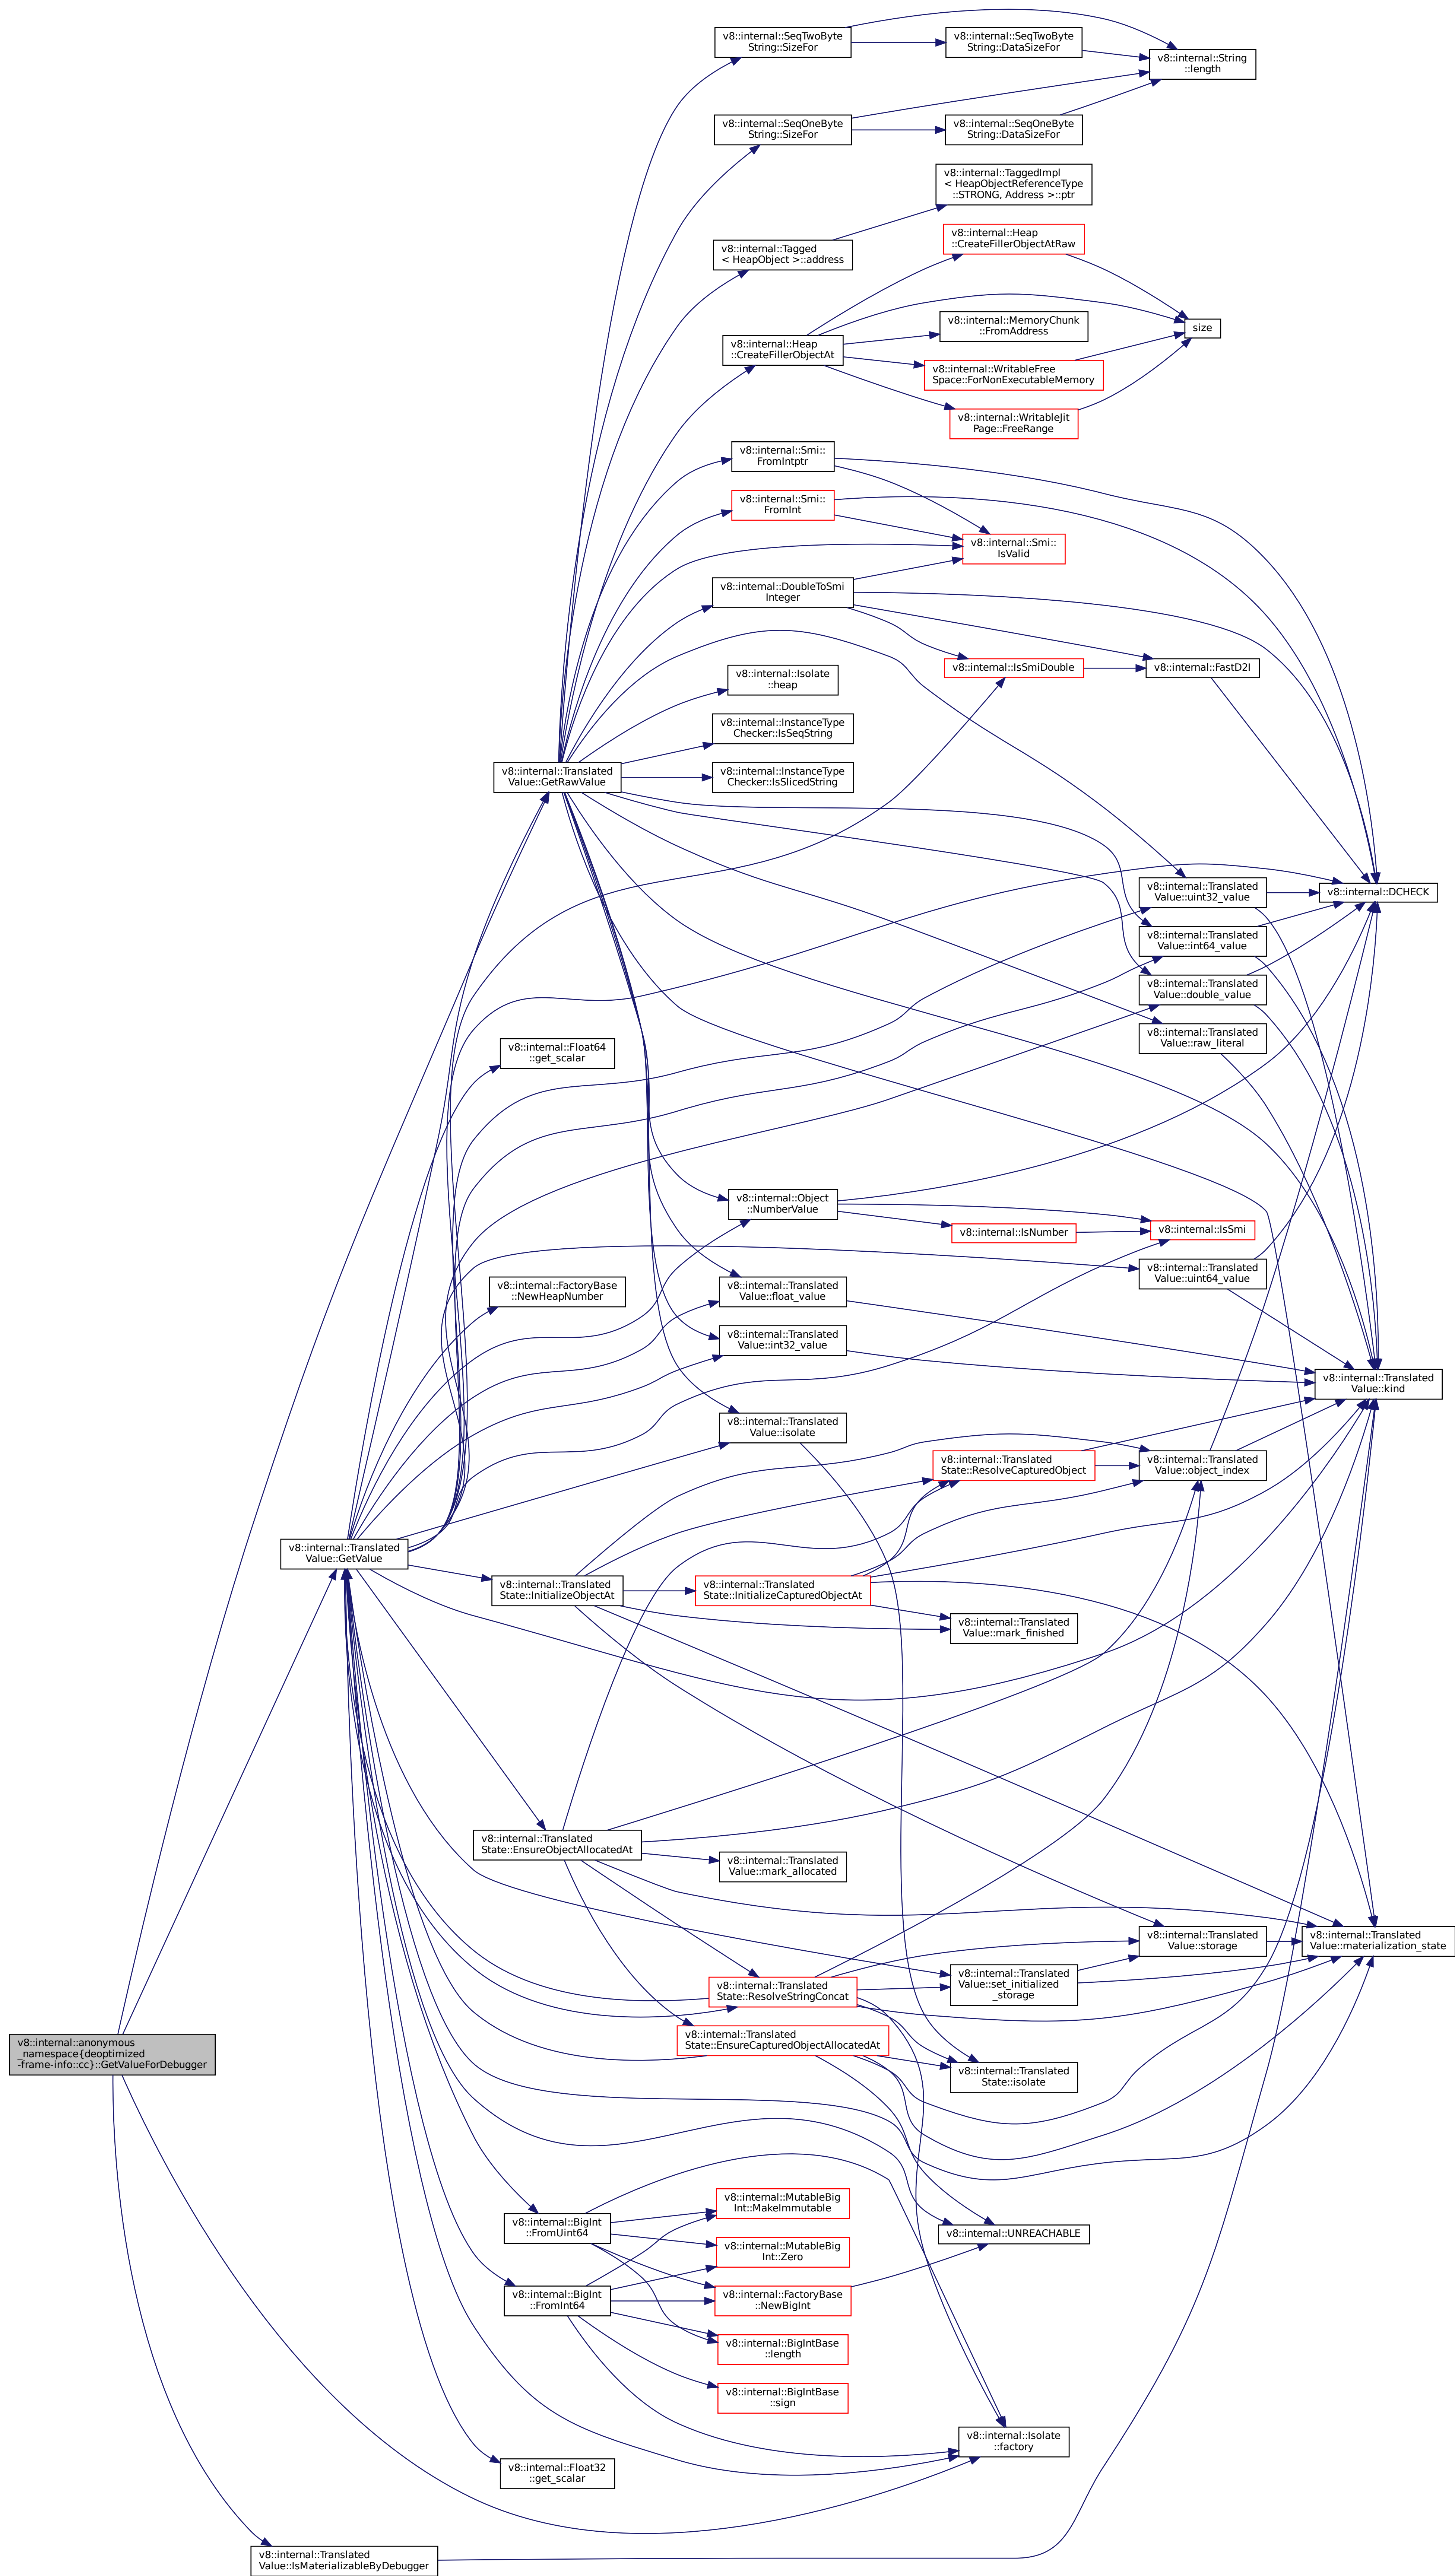 v8::internal::SeqTwoByte
String::SizeFor
v8::internal::SeqTwoByte
String::DataSizeFor
v8::internal::String
::length
v8::internal::SeqOneByte
String::SizeFor
v8::internal::SeqOneByte
String::DataSizeFor
v8::internal::TaggedImpl
< HeapObjectReferenceType
::STRONG, Address >::ptr
v8::internal::Tagged
< HeapObject >::address
v8::internal::Heap
::CreateFillerObjectAtRaw
v8::internal::MemoryChunk
::FromAddress
size
v8::internal::Heap
::CreateFillerObjectAt
v8::internal::WritableFree
Space::ForNonExecutableMemory
v8::internal::WritableJit
Page::FreeRange
v8::internal::Smi::
FromIntptr
v8::internal::Smi::
FromInt
v8::internal::Smi::
IsValid
v8::internal::DoubleToSmi
Integer
v8::internal::IsSmiDouble
v8::internal::FastD2I
v8::internal::Isolate
::heap
v8::internal::InstanceType
Checker::IsSeqString
v8::internal::Translated
Value::GetRawValue
v8::internal::InstanceType
Checker::IsSlicedString
v8::internal::Translated
Value::uint32_value
v8::internal::DCHECK
v8::internal::Translated
Value::int64_value
v8::internal::Translated
Value::double_value
v8::internal::Translated
Value::raw_literal
v8::internal::Float64
::get_scalar
v8::internal::Object
::NumberValue
v8::internal::IsNumber
v8::internal::IsSmi
v8::internal::Translated
Value::uint64_value
v8::internal::FactoryBase
::NewHeapNumber
v8::internal::Translated
Value::float_value
v8::internal::Translated
Value::int32_value
v8::internal::Translated
Value::kind
v8::internal::Translated
Value::isolate
v8::internal::Translated
State::ResolveCapturedObject
v8::internal::Translated
Value::object_index
v8::internal::Translated
Value::GetValue
v8::internal::Translated
State::InitializeObjectAt
v8::internal::Translated
State::InitializeCapturedObjectAt
v8::internal::Translated
Value::mark_finished
v8::internal::Translated
State::EnsureObjectAllocatedAt
v8::internal::Translated
Value::mark_allocated
v8::internal::Translated
Value::storage
v8::internal::Translated
Value::materialization_state
v8::internal::Translated
State::ResolveStringConcat
v8::internal::Translated
Value::set_initialized
_storage
v8::internal::anonymous
_namespace{deoptimized
-frame-info::cc}::GetValueForDebugger
v8::internal::Translated
State::EnsureCapturedObjectAllocatedAt
v8::internal::Translated
State::isolate
v8::internal::MutableBig
Int::MakeImmutable
v8::internal::BigInt
::FromUint64
v8::internal::UNREACHABLE
v8::internal::MutableBig
Int::Zero
v8::internal::BigInt
::FromInt64
v8::internal::FactoryBase
::NewBigInt
v8::internal::BigIntBase
::length
v8::internal::BigIntBase
::sign
v8::internal::Isolate
::factory
v8::internal::Float32
::get_scalar
v8::internal::Translated
Value::IsMaterializableByDebugger